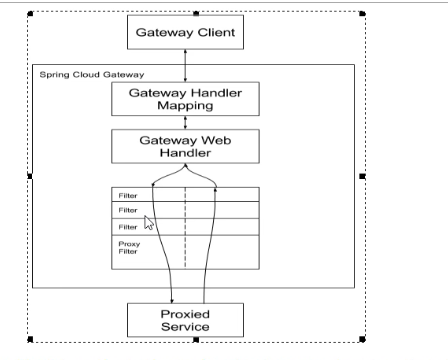 Gateway Client
Spring Cloud Gateway
Gateway Handler
Mapping
Gateway Web
Handler
Filter
Filter
Filter
Proxy
Filter
Proxied
Service